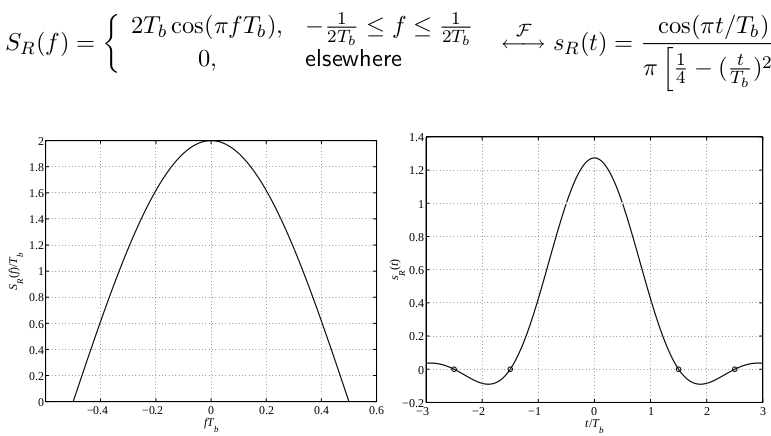 S_R(f) = { 2T_b cos(πfT_b), −1/(2T_b) ≤ f ≤ 1/(2T_b)
0, elsewhere
←F→ s_R(t) = cos(πt/T_b) / π[1/4 − (t/T_b)^2
2
1.8
1.6
1.4
1.2
1
0.8
0.6
0.4
0.2
0
S_R(f)/T_b
−0.4 −0.2 0 0.2 0.4 0.6
fT_b
1.4
1.2
1
0.8
0.6
0.4
0.2
0
−0.2
s_R(t)
−3 −2 −1 0 1 2 3
t/T_b